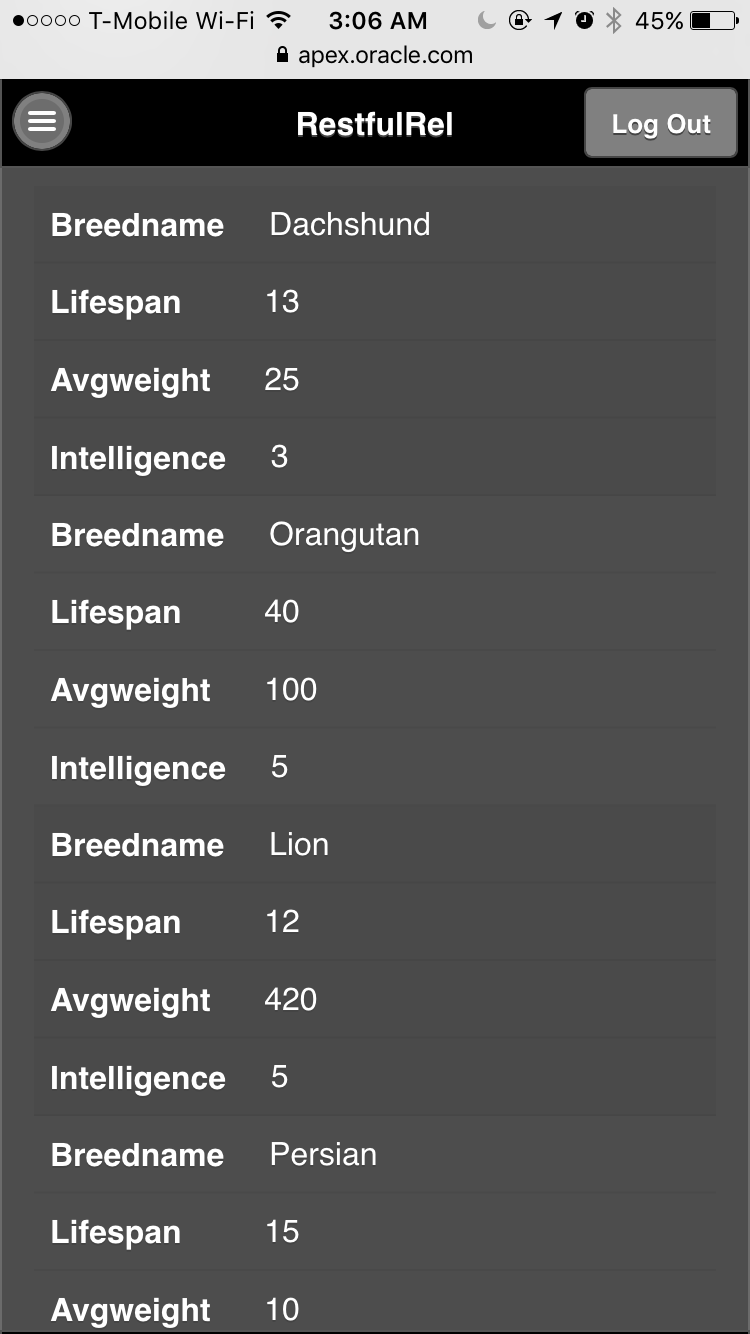 T-Mobile Wi-Fi 3:06 AM 45%
apex.oracle.com
RestfulRel Log Out
Breedname Dachshund
Lifespan 13
Avgweight 25
Intelligence 3
Breedname Orangutan
Lifespan 40
Avgweight 100
Intelligence 5
Breedname Lion
Lifespan 12
Avgweight 420
Intelligence 5
Breedname Persian
Lifespan 15
Avgweight 10